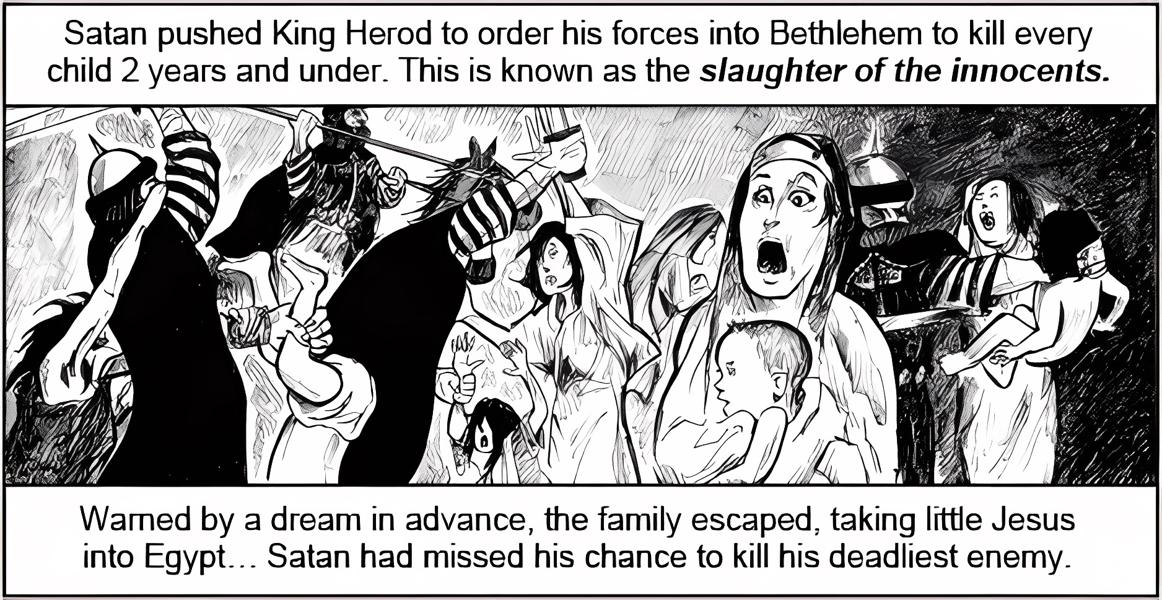 Satan pushed King Herod to order his forces into Bethlehem to kill every
child 2 years and under. This is known as the slaughter of the innocents.
Warned by a dream in advance, the family escaped, taking little Jesus
into Egypt... Satan had missed his chance to kill his deadliest enemy.